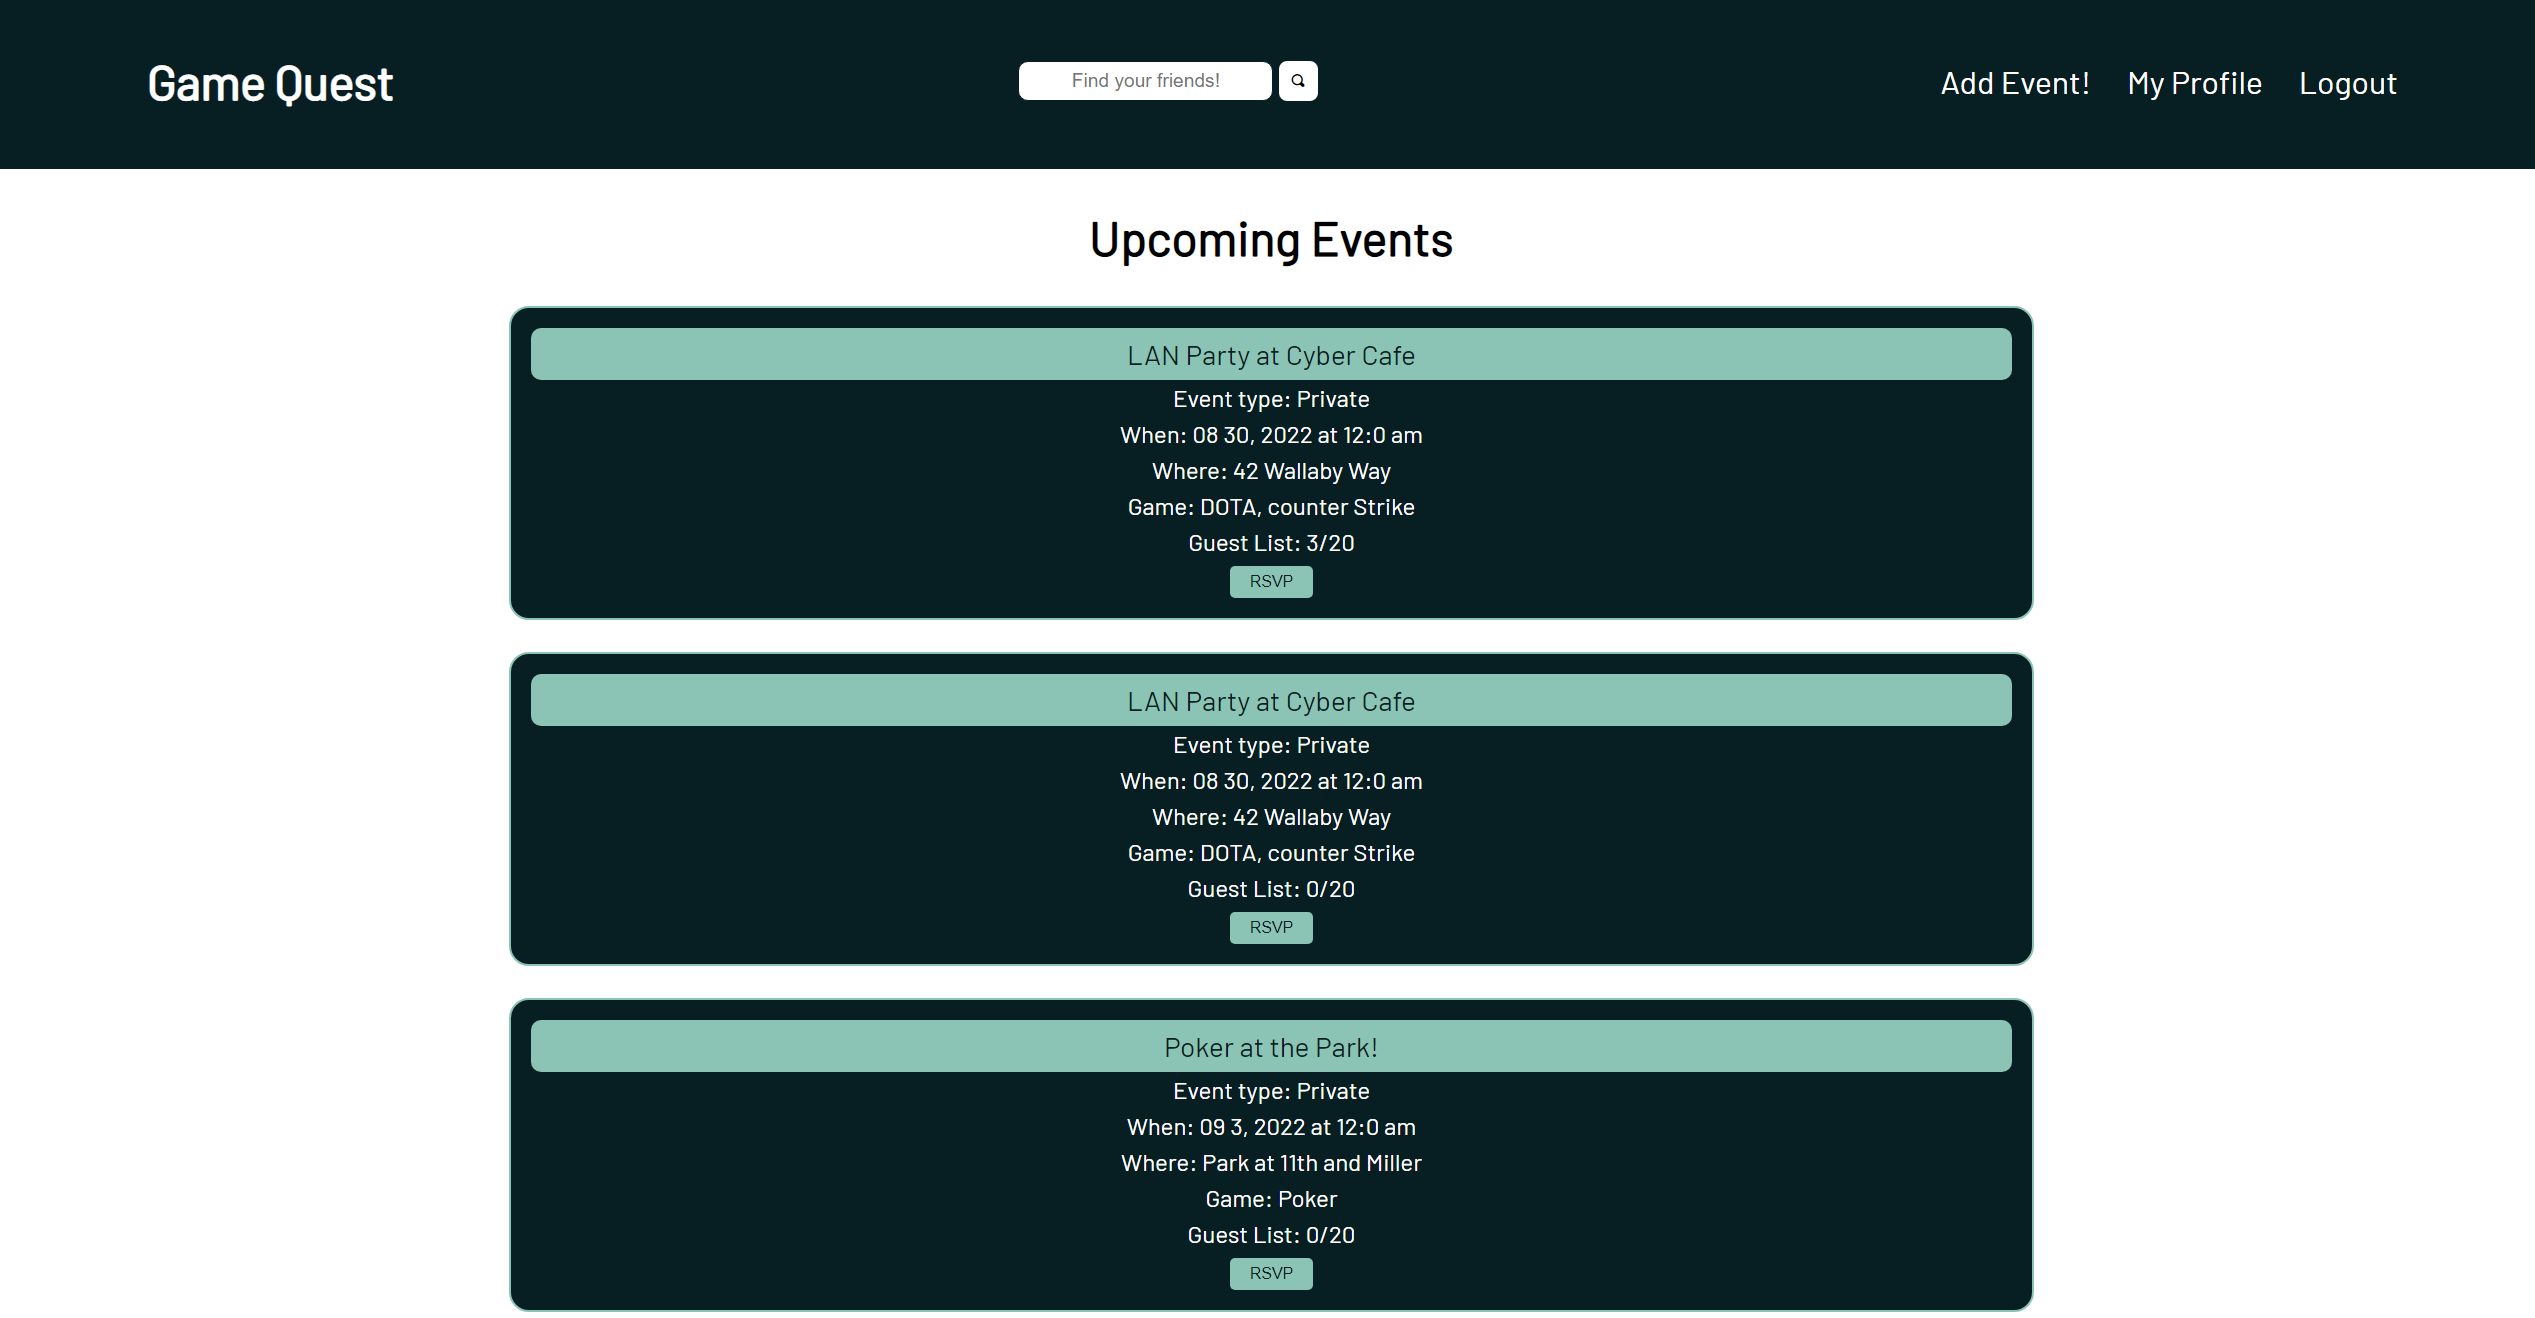 Game Quest
Find your friends!
Add Event! My Profile Logout
Upcoming Events
LAN Party at Cyber Cafe
Event type: Private
When: 08 30, 2022 at 12:0 am
Where: 42 Wallaby Way
Game: DOTA, counter Strike
Guest List: 3/20
RSVP
LAN Party at Cyber Cafe
Event type: Private
When: 08 30, 2022 at 12:0 am
Where: 42 Wallaby Way
Game: DOTA, counter Strike
Guest List: 0/20
RSVP
Poker at the Park!
Event type: Private
When: 09 3, 2022 at 12:0 am
Where: Park at 11th and Miller
Game: Poker
Guest List: 0/20
RSVP